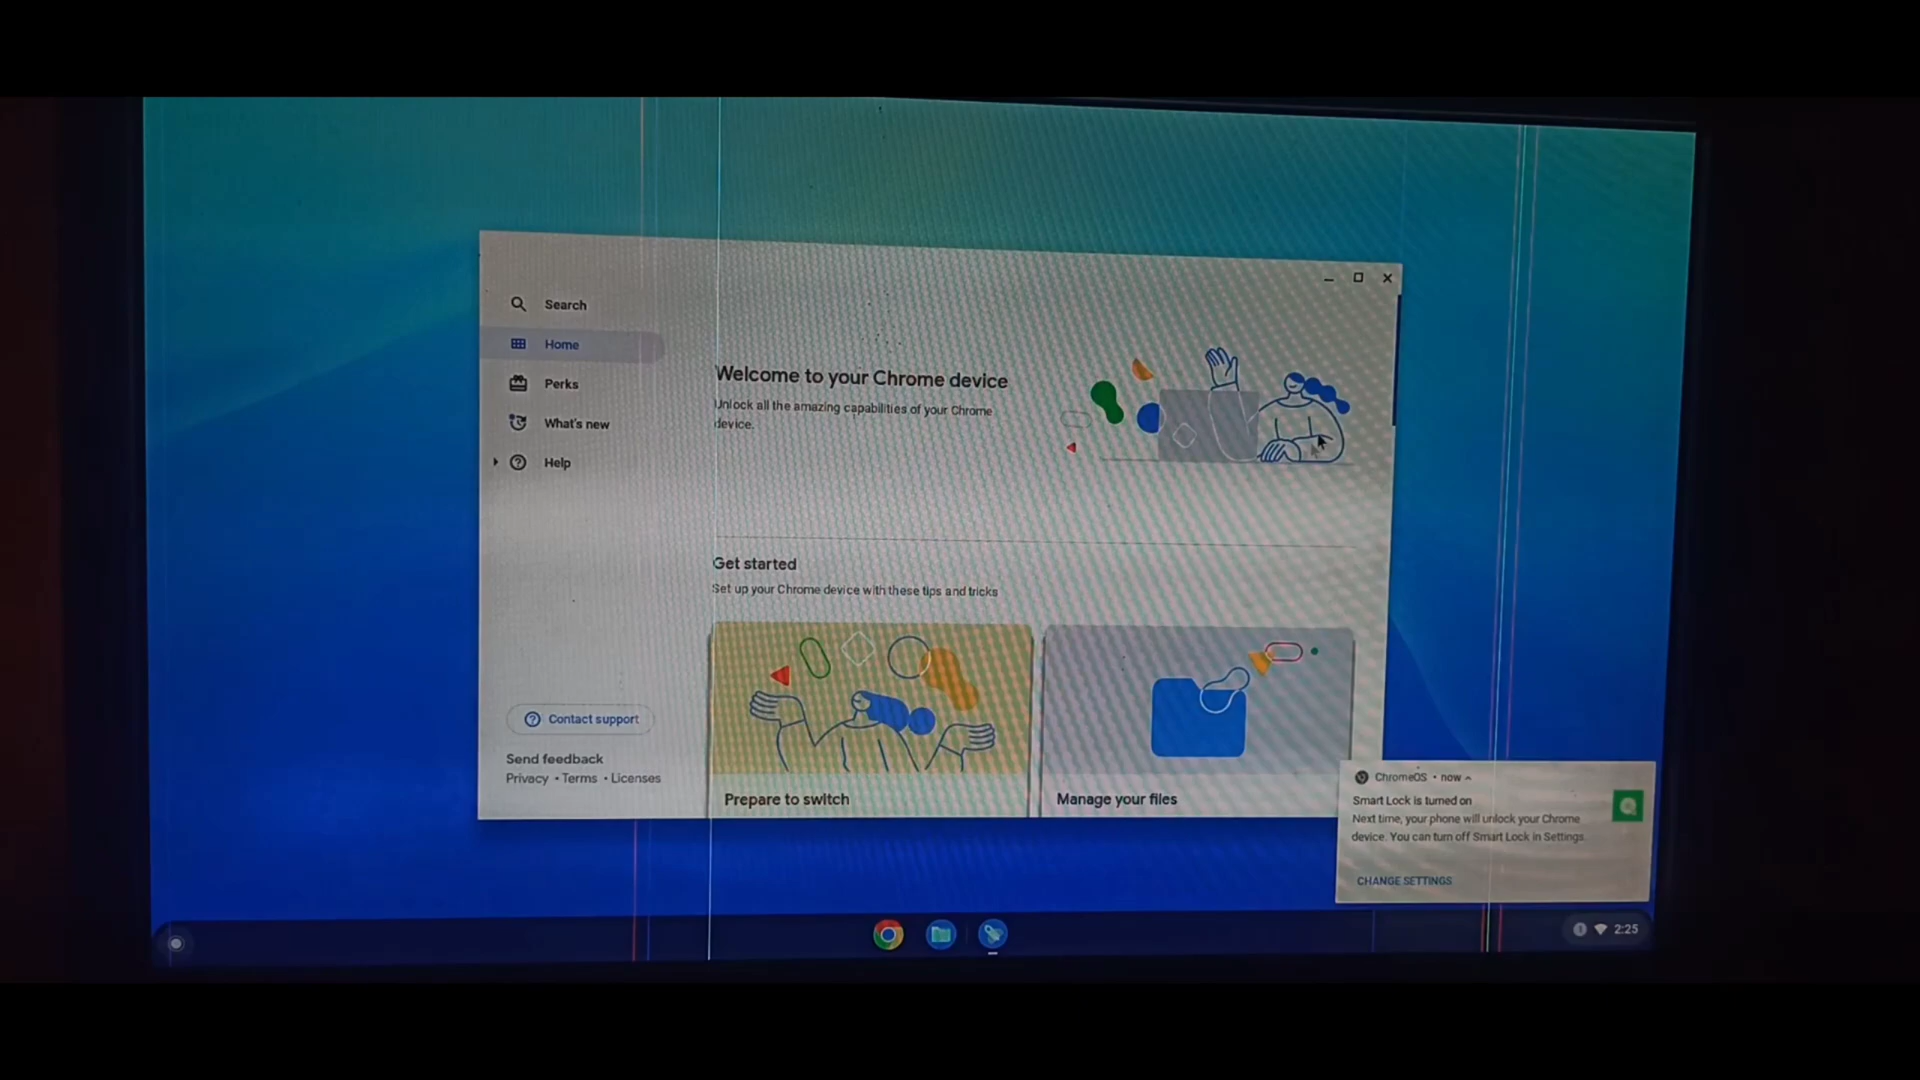 Search
Home
Perks
What's new
Help
Contact support
Send feedback
Privacy • Terms • Licenses
Welcome to your Chrome device
Unlock all the amazing capabilities of your Chrome
device.
Get started
Set up your Chrome device with these tips and tricks
Prepare to switch
Manage your files
ChromeOS • now
Smart Lock is turned on
Next time, your phone will unlock your Chrome
device. You can turn off Smart Lock in Settings.
CHANGE SETTINGS
2:25